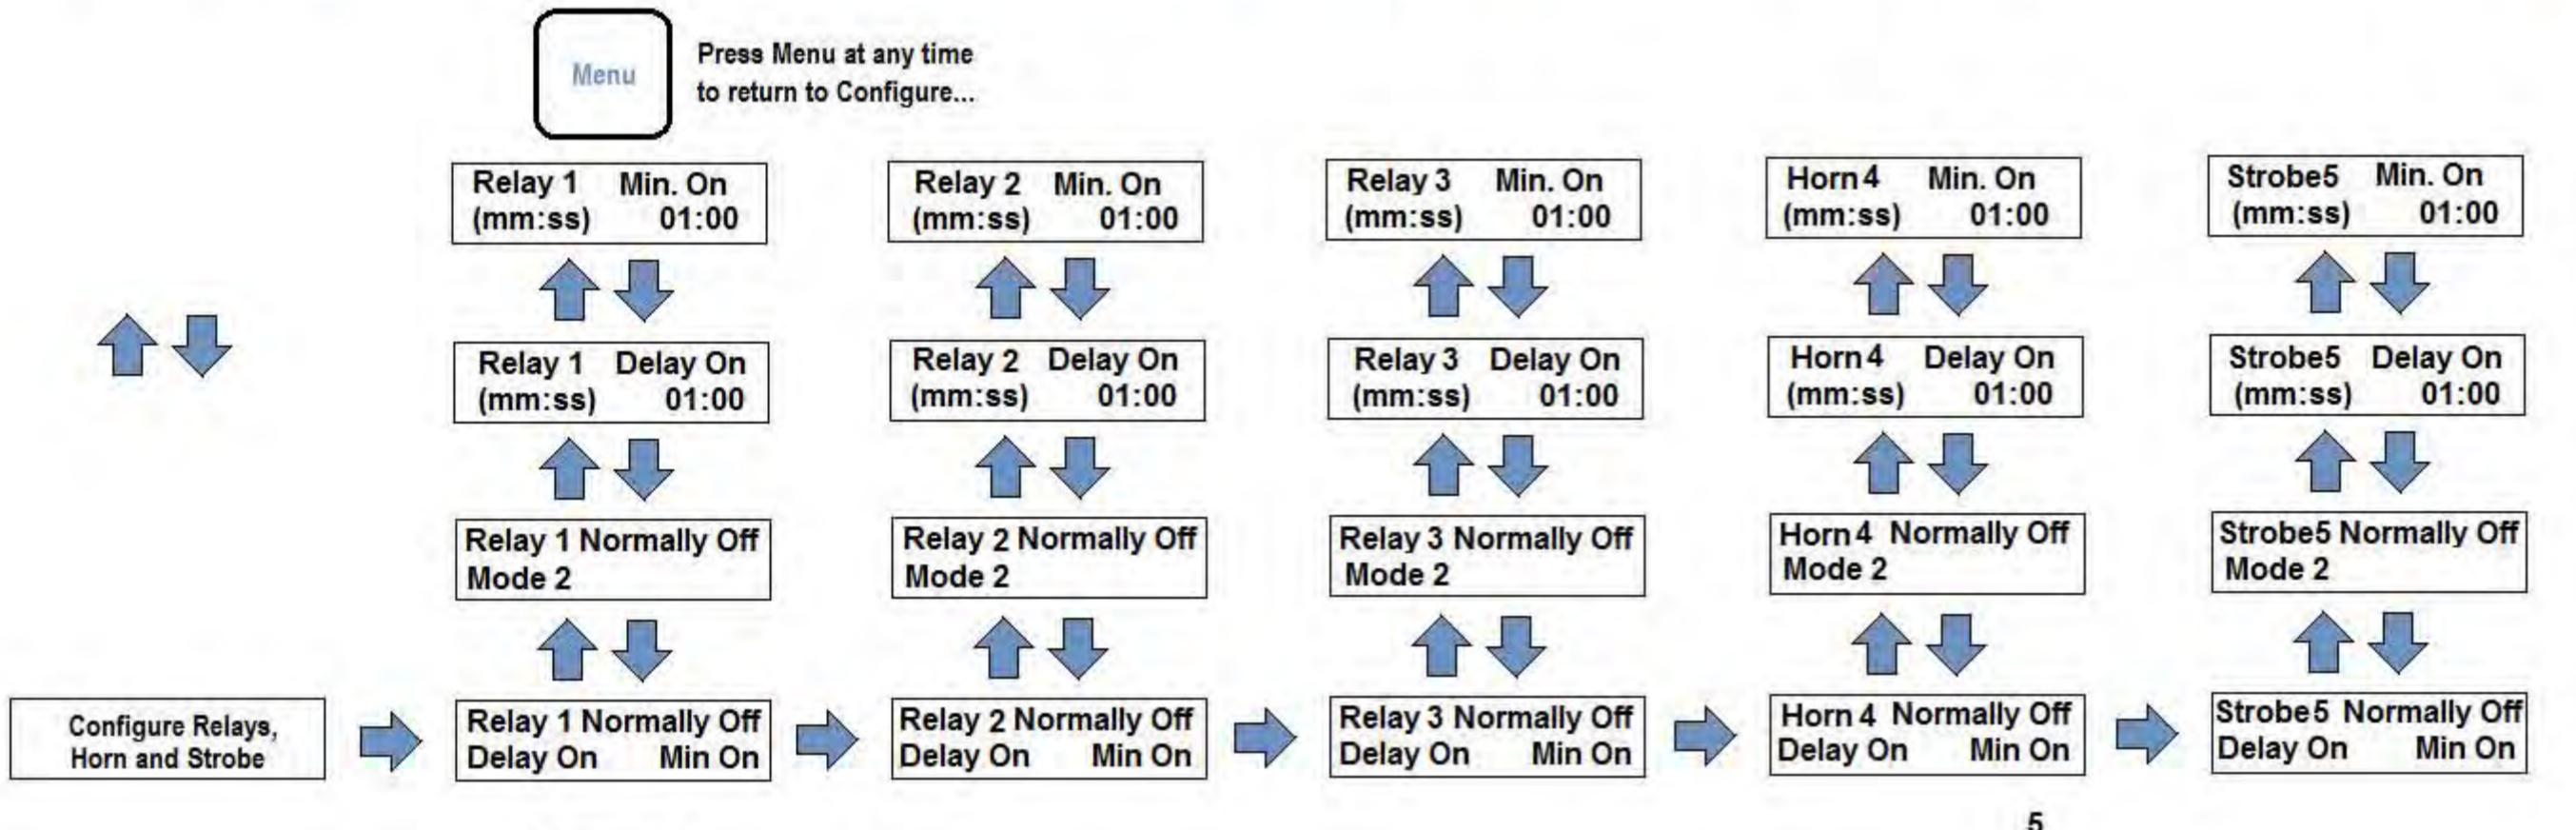 Menu
Press Menu at any time
to return to Configure...
Relay 1 Min. On
(mm:ss) 01:00
Relay 2 Min. On
(mm:ss) 01:00
Relay 3 Min. On
(mm:ss) 01:00
Horn 4 Min. On
(mm:ss) 01:00
Strobe5 Min. On
(mm:ss) 01:00
Relay 1 Delay On
(mm:ss) 01:00
Relay 2 Delay On
(mm:ss) 01:00
Relay 3 Delay On
(mm:ss) 01:00
Horn 4 Delay On
(mm:ss) 01:00
Strobe5 Delay On
(mm:ss) 01:00
Relay 1 Normally Off
Mode 2
Relay 2 Normally Off
Mode 2
Relay 3 Normally Off
Mode 2
Horn 4 Normally Off
Mode 2
Strobe5 Normally Off
Mode 2
Configure Relays,
Horn and Strobe
Relay 1 Normally Off
Delay On Min On
Relay 2 Normally Off
Delay On Min On
Relay 3 Normally Off
Delay On Min On
Horn 4 Normally Off
Delay On Min On
Strobe5 Normally Off
Delay On Min On
5